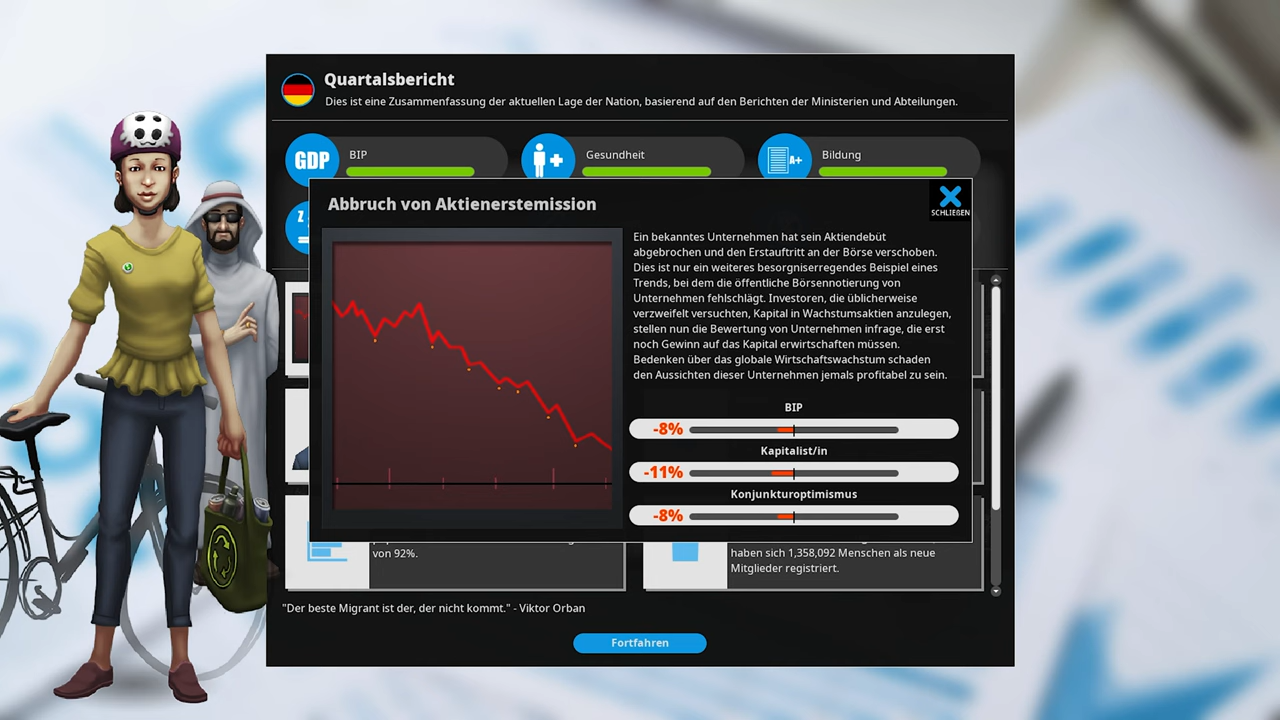 Quartalsbericht
Dies ist eine Zusammenfassung der aktuellen Lage der Nation, basierend auf den Berichten der Ministerien und Abteilungen.
GDP
BIP
Gesundheit
A+
Bildung
Abbruch von Aktienerstemission
SCHLIEßEN
Ein bekanntes Unternehmen hat sein Aktiendebüt
abgebrochen und den Erstauftritt an der Börse verschoben.
Dies ist nur ein weiteres besorgniserregendes Beispiel eines
Trends, bei dem die öffentliche Börsennotierung von
Unternehmen fehlschlägt. Investoren, die üblicherweise
verzweifelt versuchten, Kapital in Wachstumsaktien anzulegen,
stellen nun die Bewertung von Unternehmen infrage, die erst
noch Gewinn auf das Kapital erwirtschaften müssen.
Bedenken über das globale Wirtschaftswachstum schaden
den Aussichten dieser Unternehmen jemals profitabel zu sein.
BIP
-8%
Kapitalist/in
-11%
Konjunkturoptimismus
-8%
von 92%.
haben sich 1,358,092 Menschen als neue
Mitglieder registriert.
"Der beste Migrant ist der, der nicht kommt." - Viktor Orban
Fortfahren